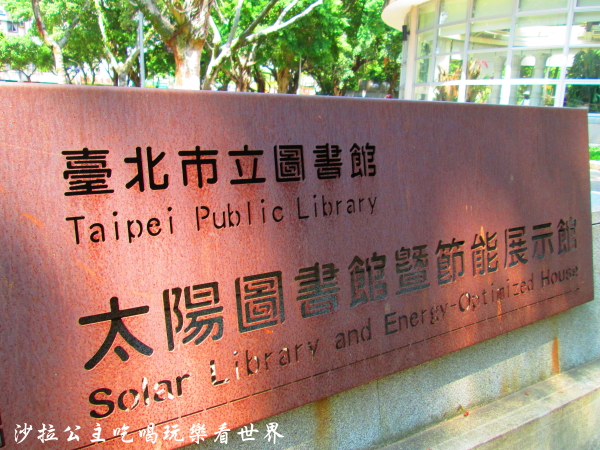 臺北市立圖書館
Taipei Public Library
太陽圖書館暨節能展示館
Solar Library and Energy-Optimized House
沙拉公主吃喝玩樂看世界